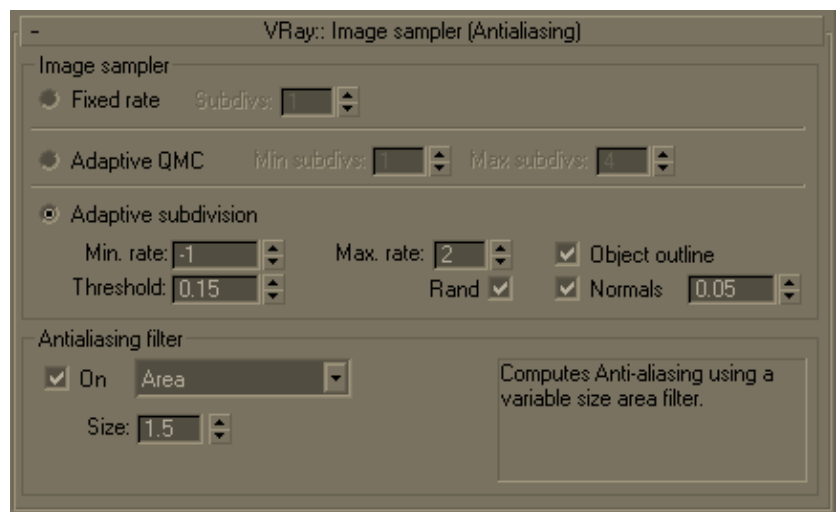 - VRay:: Image sampler (Antialiasing)
Image sampler
Fixed rate Subdivs: 1
Adaptive QMC Min subdivs: 1 Max subdivs: 4
Adaptive subdivision
Min. rate: -1 Max. rate: 2 Object outline
Threshold: 0.15 Rand Normals 0.05
Antialiasing filter
On Area
Size: 1.5
Computes Anti-aliasing using a
variable size area filter.